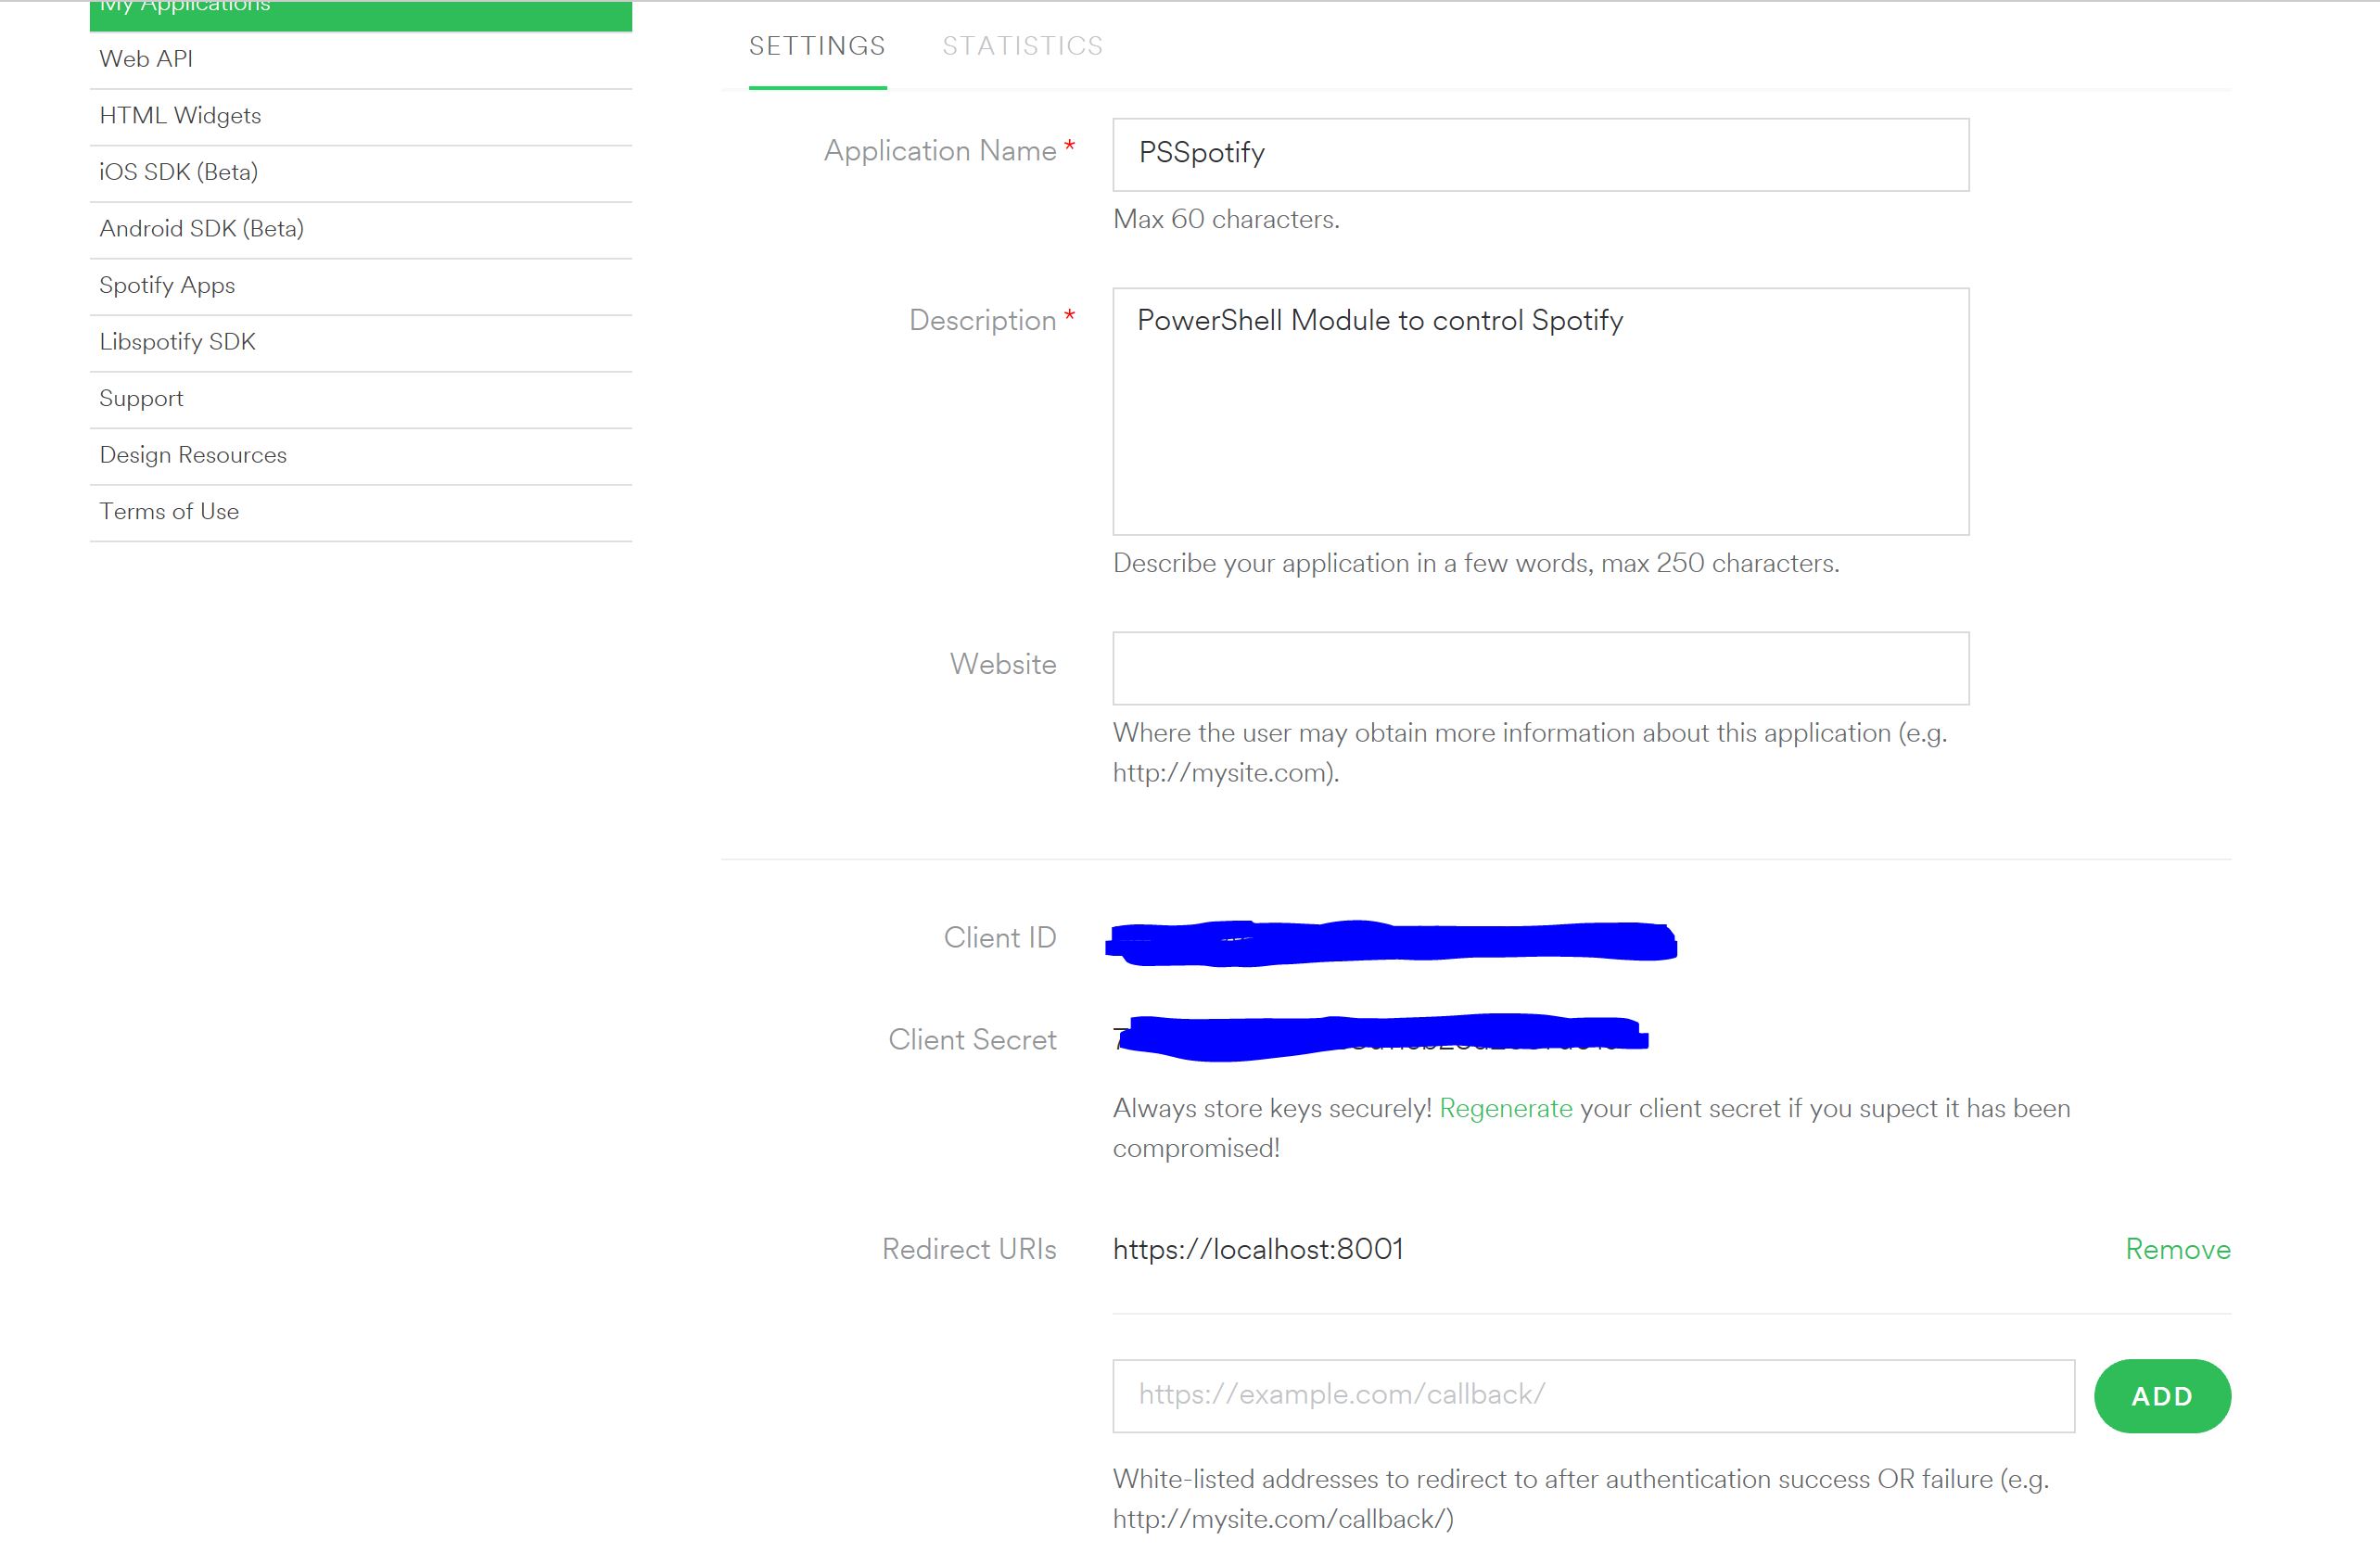 My Applications
Web API
HTML Widgets
iOS SDK (Beta)
Android SDK (Beta)
Spotify Apps
Libspotify SDK
Support
Design Resources
Terms of Use
SETTINGS STATISTICS
Application Name * PSSpotify
Max 60 characters.
Description * PowerShell Module to control Spotify
Describe your application in a few words, max 250 characters.
Website
Where the user may obtain more information about this application (e.g.
http://mysite.com).
Client ID
Client Secret
Always store keys securely! Regenerate your client secret if you supect it has been
compromised!
Redirect URIs https://localhost:8001 Remove
https://example.com/callback/ ADD
White-listed addresses to redirect to after authentication success OR failure (e.g.
http://mysite.com/callback/)